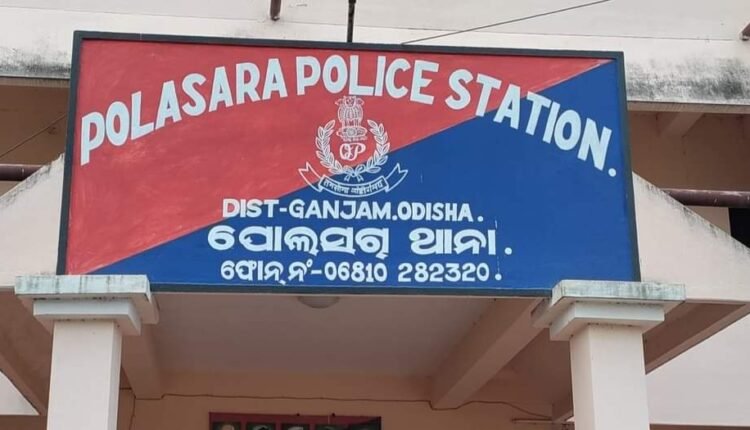 POLASARA POLICE STATION.
DIST-GANJAM.ODISHA.
ପୋଲସରା ଥାନା.
ଫୋନ୍ ନଂ-06810 282320.